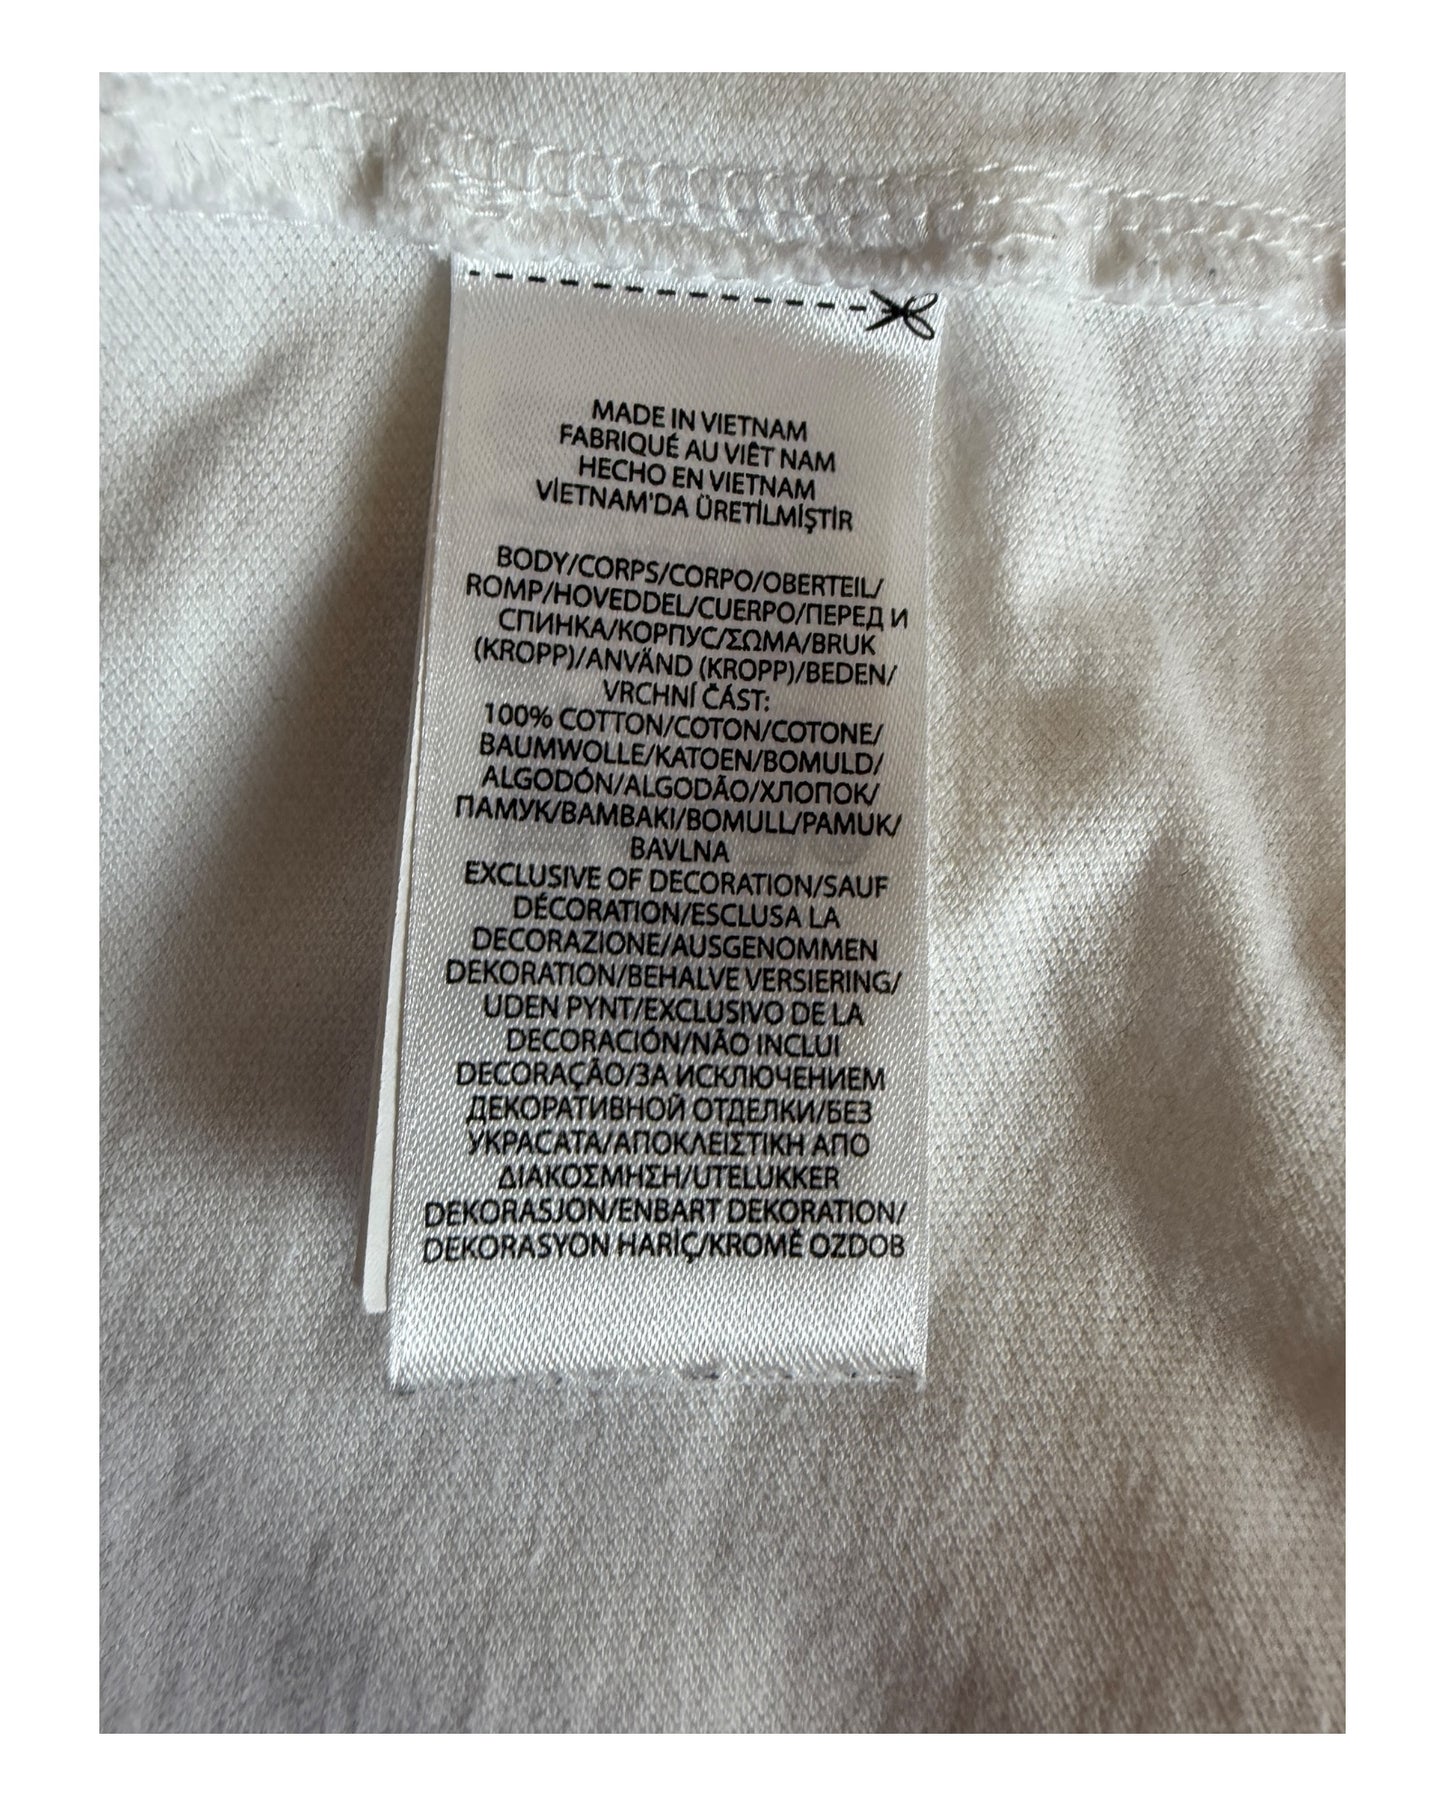 MADE IN VIETNAM
FABRIQUÉ AU VIÊT NAM
HECHO EN VIETNAM
VİETNAM'DA ÜRETİLMİŞTİR
BODY/CORPS/CORPO/OBERTEIL/
ROMP/HOVEDDEL/CUERPO/ПЕРЕД И
СПИНКА/КОРПУС/ΣΩΜΑ/BRUK
(KROPP)/ANVÄND (KROPP)/BEDEN/
VRCHNÍ ČÁST:
100% COTTON/COTON/COTONE/
BAUMWOLLE/KATOEN/BOMULD/
ALGODÓN/ALGODÃO/ХЛОПОК/
ПАМУК/ΒΑΜΒΑΚΙ/BOMULL/PAMUK/
BAVLNA
EXCLUSIVE OF DECORATION/SAUF
DÉCORATION/ESCLUSA LA
DECORAZIONE/AUSGENOMMEN
DEKORATION/BEHALVE VERSIERING/
UDEN PYNT/EXCLUSIVO DE LA
DECORACIÓN/NÃO INCLUI
DECORAÇÃO/ЗА ИСКЛЮЧЕНИЕМ
ДЕКОРАТИВНОЙ ОТДЕЛКИ/БЕЗ
УКРАСАТА/ΑΠΟΚΛΕΙΣΤΙΚΗ ΑΠΟ
ΔΙΑΚΟΣΜΗΣΗ/UTELUKKER
DEKORASJON/ENBART DEKORATION/
DEKORASYON HARİÇ/KROMĚ OZDOB